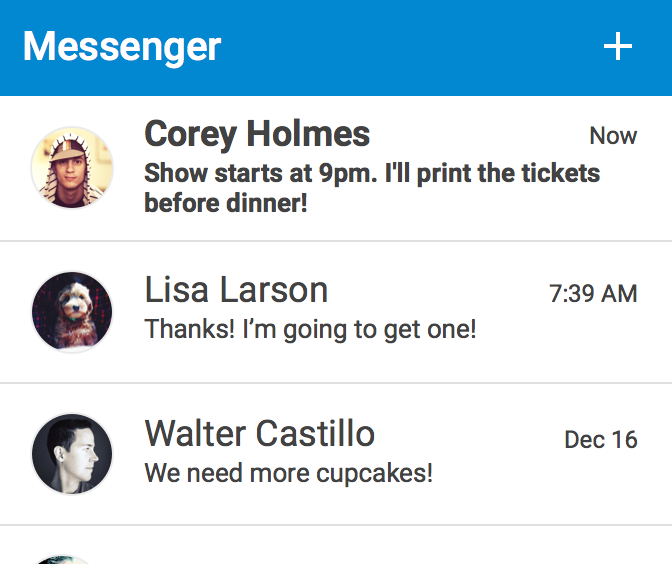 Messenger
Corey Holmes
Now
Show starts at 9pm. I'll print the tickets
before dinner!
Lisa Larson
7:39 AM
Thanks! I’m going to get one!
Walter Castillo
Dec 16
We need more cupcakes!